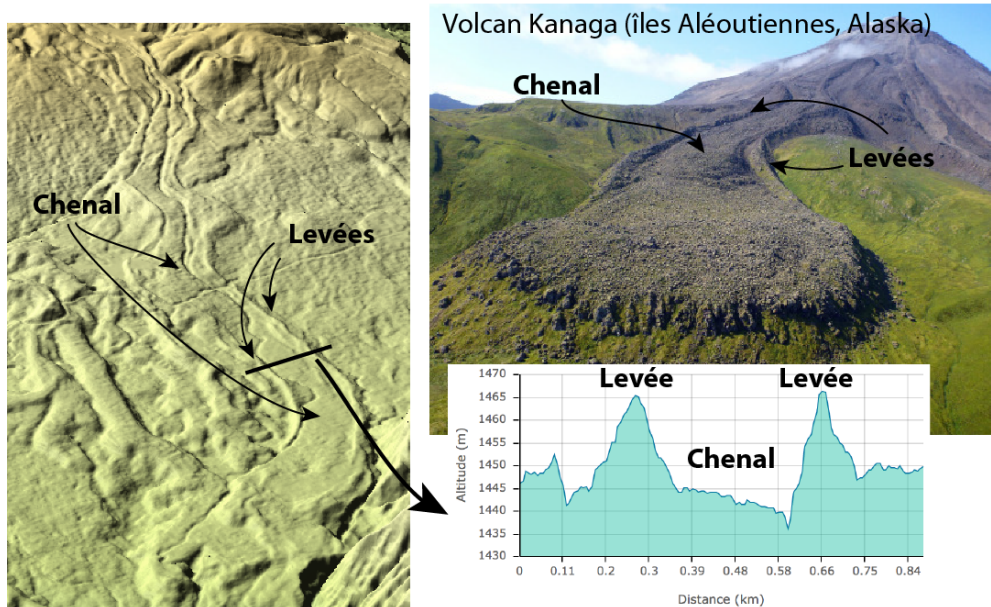 Volcan Kanaga (îles Aléoutiennes, Alaska)
Chenal
Levées
Chenal
Levées
Levée
Levée
Chenal
Altitude (m)
1470
1465
1460
1455
1450
1445
1440
1435
1430
0
0.11
0.2
0.3
0.39
0.48
0.58
0.66
0.75
0.84
Distance (km)